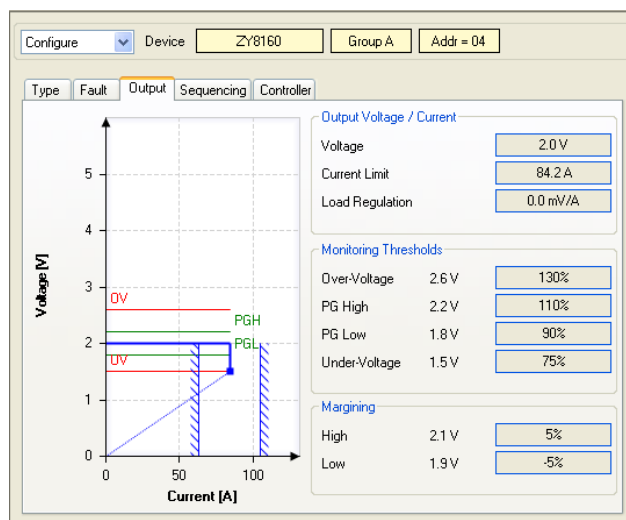 Configure Device ZY8160 Group A Addr = 04
Type Fault Output Sequencing Controller
Voltage [V]
5
4
3
2
1
0
OV
PGH
PGL
UV
0 50 100
Current [A]
Output Voltage / Current
Voltage 2.0 V
Current Limit 84.2 A
Load Regulation 0.0 mV/A
Monitoring Thresholds
Over-Voltage 2.6 V 130%
PG High 2.2 V 110%
PG Low 1.8 V 90%
Under-Voltage 1.5 V 75%
Margining
High 2.1 V 5%
Low 1.9 V -5%